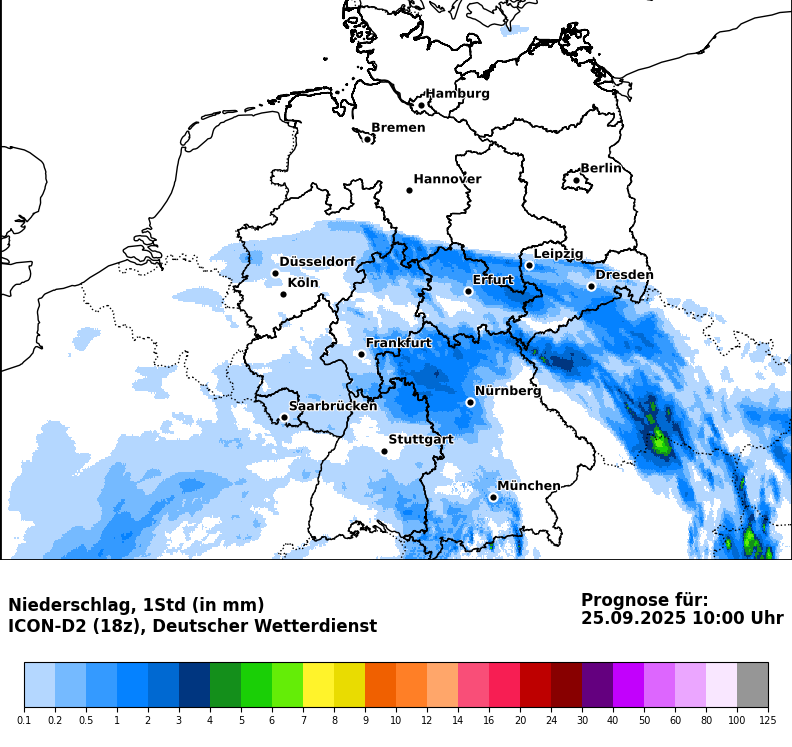 Hamburg
Bremen
Berlin
Hannover
Leipzig
Düsseldorf
Dresden
Köln
Erfurt
Frankfurt
Nürnberg
Saarbrücken
Stuttgart
München
Niederschlag, 1Std (in mm)
ICON-D2 (18z), Deutscher Wetterdienst
Prognose für:
25.09.2025 10:00 Uhr
0.1 0.2 0.5 1 2 3 4 5 6 7 8 9 10 12 14 16 20 24 30 40 50 60 80 100 125